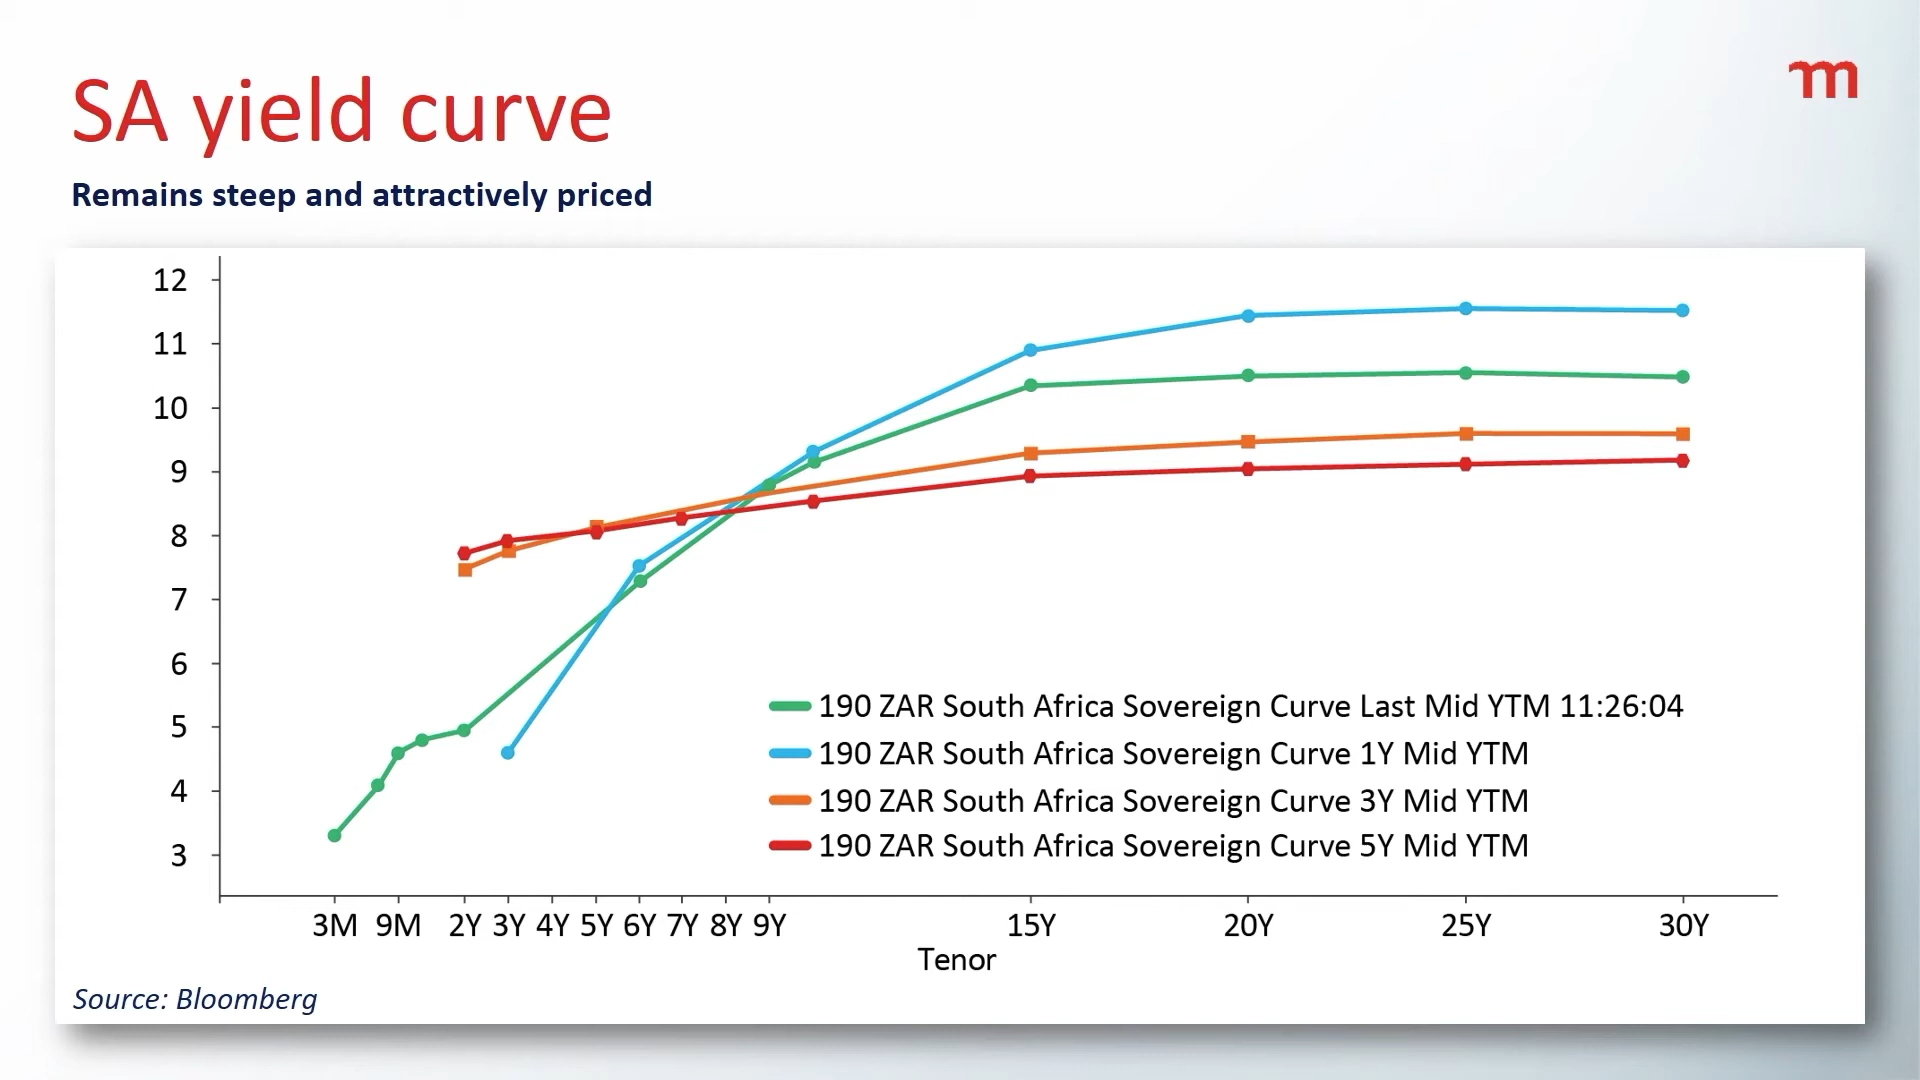 SA yield curve
m
Remains steep and attractively priced
12
11
10
9
8
7
6
5
4
3
190 ZAR South Africa Sovereign Curve Last Mid YTM 11:26:04
190 ZAR South Africa Sovereign Curve 1Y Mid YTM
190 ZAR South Africa Sovereign Curve 3Y Mid YTM
190 ZAR South Africa Sovereign Curve 5Y Mid YTM
3M 9M 2Y 3Y 4Y 5Y 6Y 7Y 8Y 9Y 15Y 20Y 25Y 30Y
Tenor
Source: Bloomberg